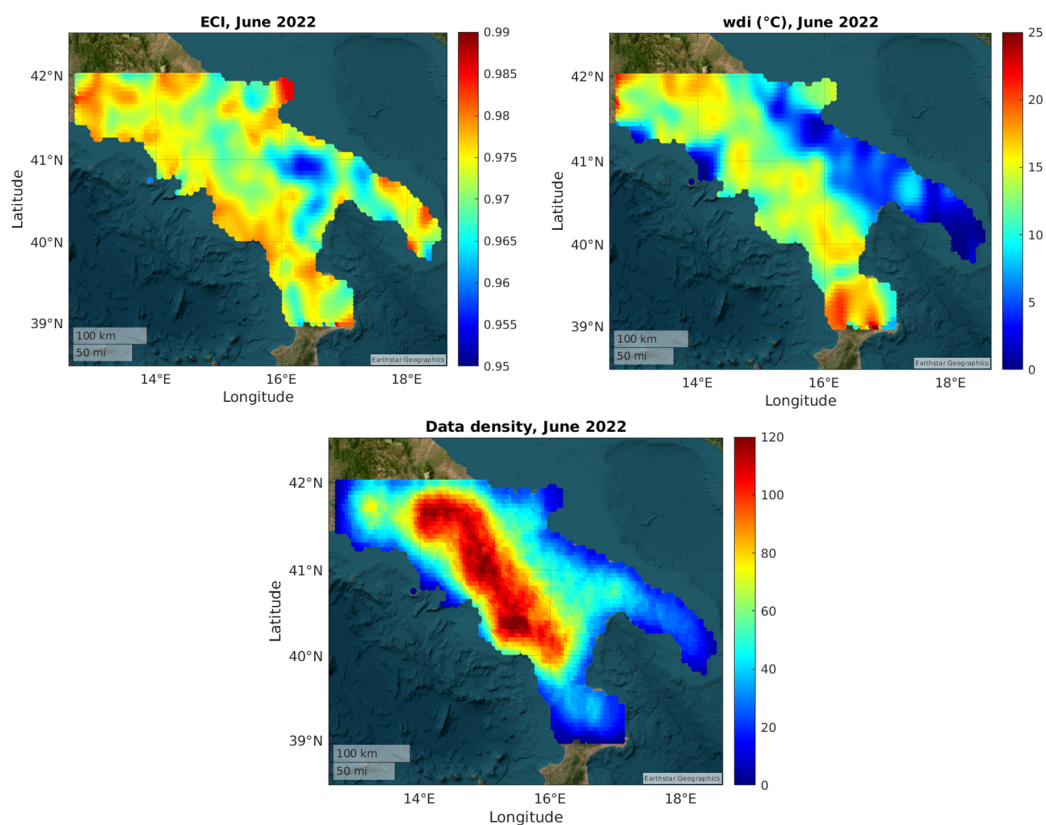 ECI, June 2022
42°N
41°N
40°N
39°N
Latitude
14°E
16°E
18°E
Longitude
100 km
50 mi
Earthstar Geographics
0.99
0.985
0.98
0.975
0.97
0.965
0.96
0.955
0.95
wdi (°C), June 2022
42°N
41°N
40°N
39°N
Latitude
14°E
16°E
18°E
Longitude
100 km
50 mi
Earthstar Geographics
25
20
15
10
5
0
Data density, June 2022
42°N
41°N
40°N
39°N
Latitude
14°E
16°E
18°E
Longitude
100 km
50 mi
Earthstar Geographics
120
100
80
60
40
20
0